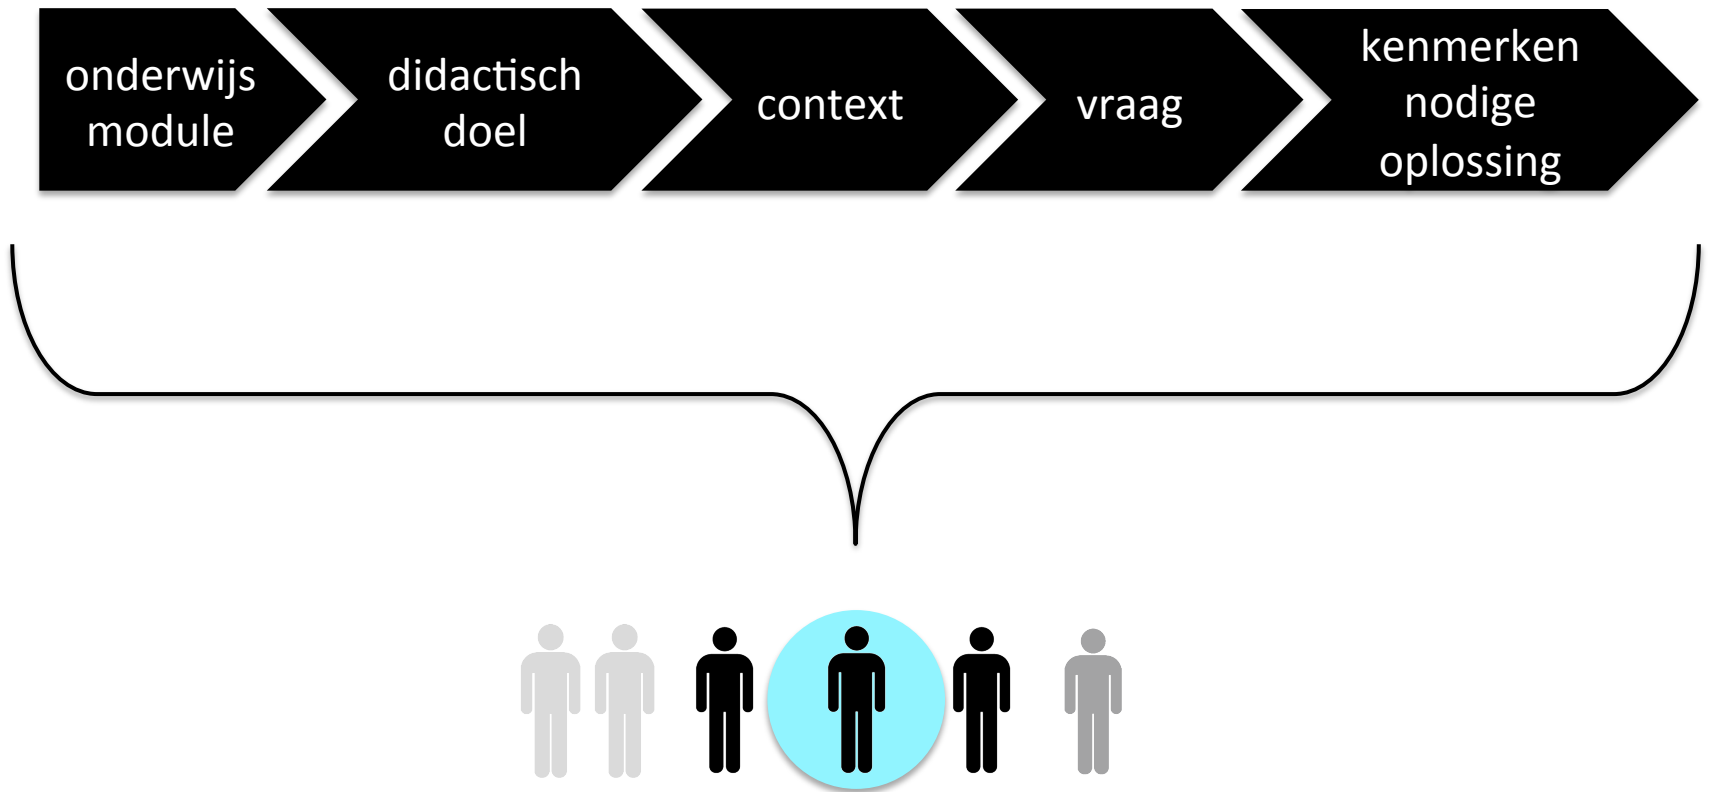 onderwijs
module
didactisch
doel
context
vraag
kenmerken
nodige
oplossing